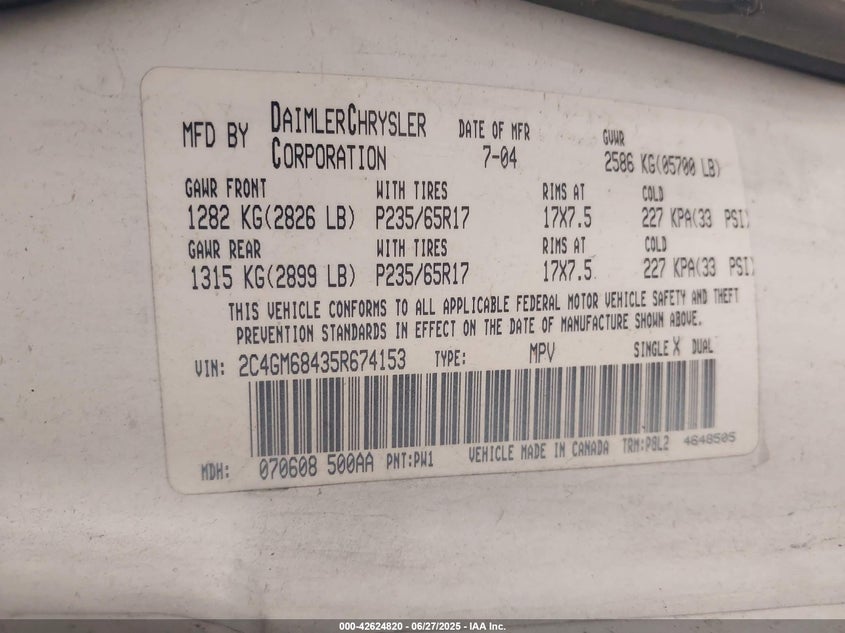 MFD BY DAIMLERCHRYSLER CORPORATION DATE OF MFR 7-04 GVWR 2586 KG(05700 LB)
GAWR FRONT WITH TIRES RIMS AT COLD
1282 KG(2826 LB) P235/65R17 17X7.5 227 KPA(33 PSI)
GAWR REAR WITH TIRES RIMS AT COLD
1315 KG(2899 LB) P235/65R17 17X7.5 227 KPA(33 PSI)
THIS VEHICLE CONFORMS TO ALL APPLICABLE FEDERAL MOTOR VEHICLE SAFETY AND THEFT
PREVENTION STANDARDS IN EFFECT ON THE DATE OF MANUFACTURE SHOWN ABOVE.
VIN: 2C4GM68435R674153 TYPE: MPV SINGLE X DUAL
MDH: 070608 500AA PNT:PW1 VEHICLE MADE IN CANADA TRM:P8L2 4648505
000-42624820 - 06/27/2025 - IAA Inc.